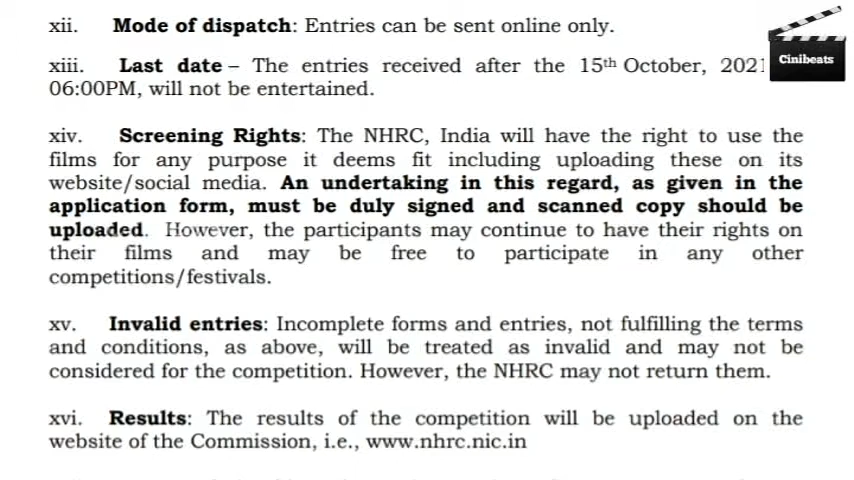 xii. Mode of dispatch: Entries can be sent online only.
xiii. Last date – The entries received after the 15th October, 2021
06:00PM, will not be entertained.
Cinibeats
xiv. Screening Rights: The NHRC, India will have the right to use the
films for any purpose it deems fit including uploading these on its
website/social media. An undertaking in this regard, as given in the
application form, must be duly signed and scanned copy should be
uploaded. However, the participants may continue to have their rights on
their films and may be free to participate in any other
competitions/festivals.
xv. Invalid entries: Incomplete forms and entries, not fulfilling the terms
and conditions, as above, will be treated as invalid and may not be
considered for the competition. However, the NHRC may not return them.
xvi. Results: The results of the competition will be uploaded on the
website of the Commission, i.e., www.nhrc.nic.in